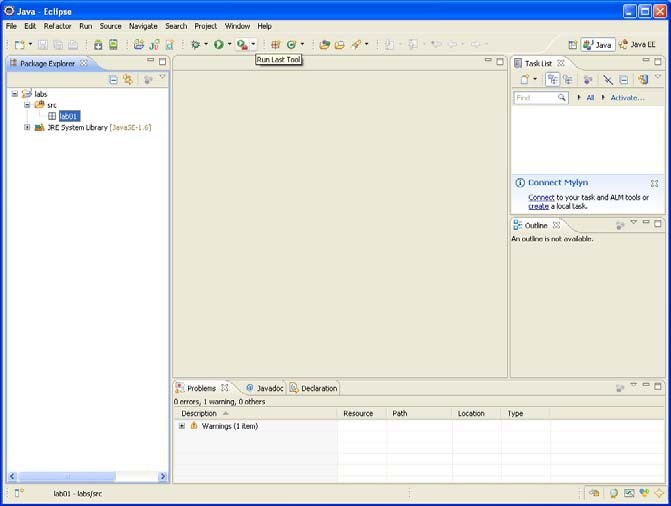 Java - Eclipse
File Edit Refactor Run Source Navigate Search Project Window Help
Java Java EE
Run Last Tool
Package Explorer
labs
src
lab01
JRE System Library [JavaSE-1.6]
Task List
Find All Activate...
Connect Mylyn
Connect to your task and ALM tools or
create a local task.
Outline
An outline is not available.
Problems Javadoc Declaration
0 errors, 1 warning, 0 others
Description Resource Path Location Type
Warnings (1 item)
lab01 - labs/src